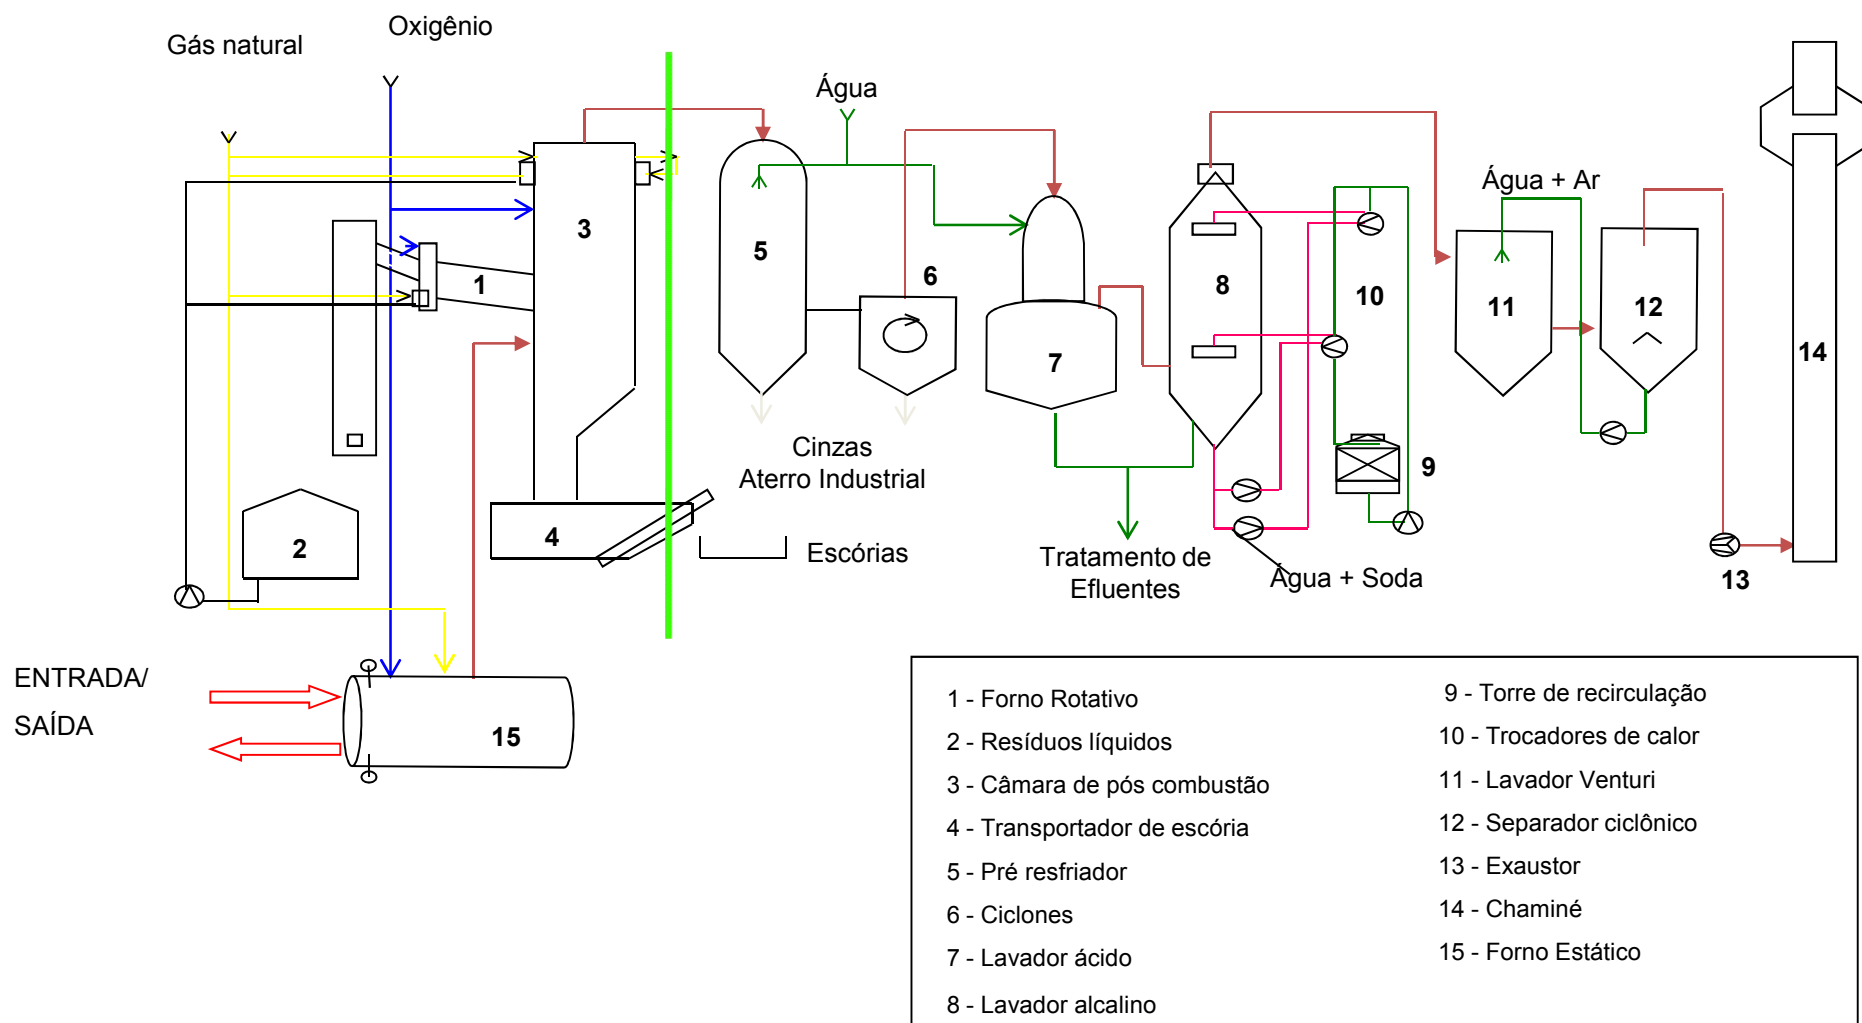 Oxigênio
Gás natural
Água
Água + Ar
3
1
5
6
8
10
11
12
7
14
Cinzas
Aterro Industrial
9
2
4
Escórias
Tratamento de
Efluentes
Água + Soda
13
ENTRADA/
SAÍDA
15
1 - Forno Rotativo
2 - Resíduos líquidos
3 - Câmara de pós combustão
4 - Transportador de escória
5 - Pré resfriador
6 - Ciclones
7 - Lavador ácido
8 - Lavador alcalino
9 - Torre de recirculação
10 - Trocadores de calor
11 - Lavador Venturi
12 - Separador ciclônico
13 - Exaustor
14 - Chaminé
15 - Forno Estático